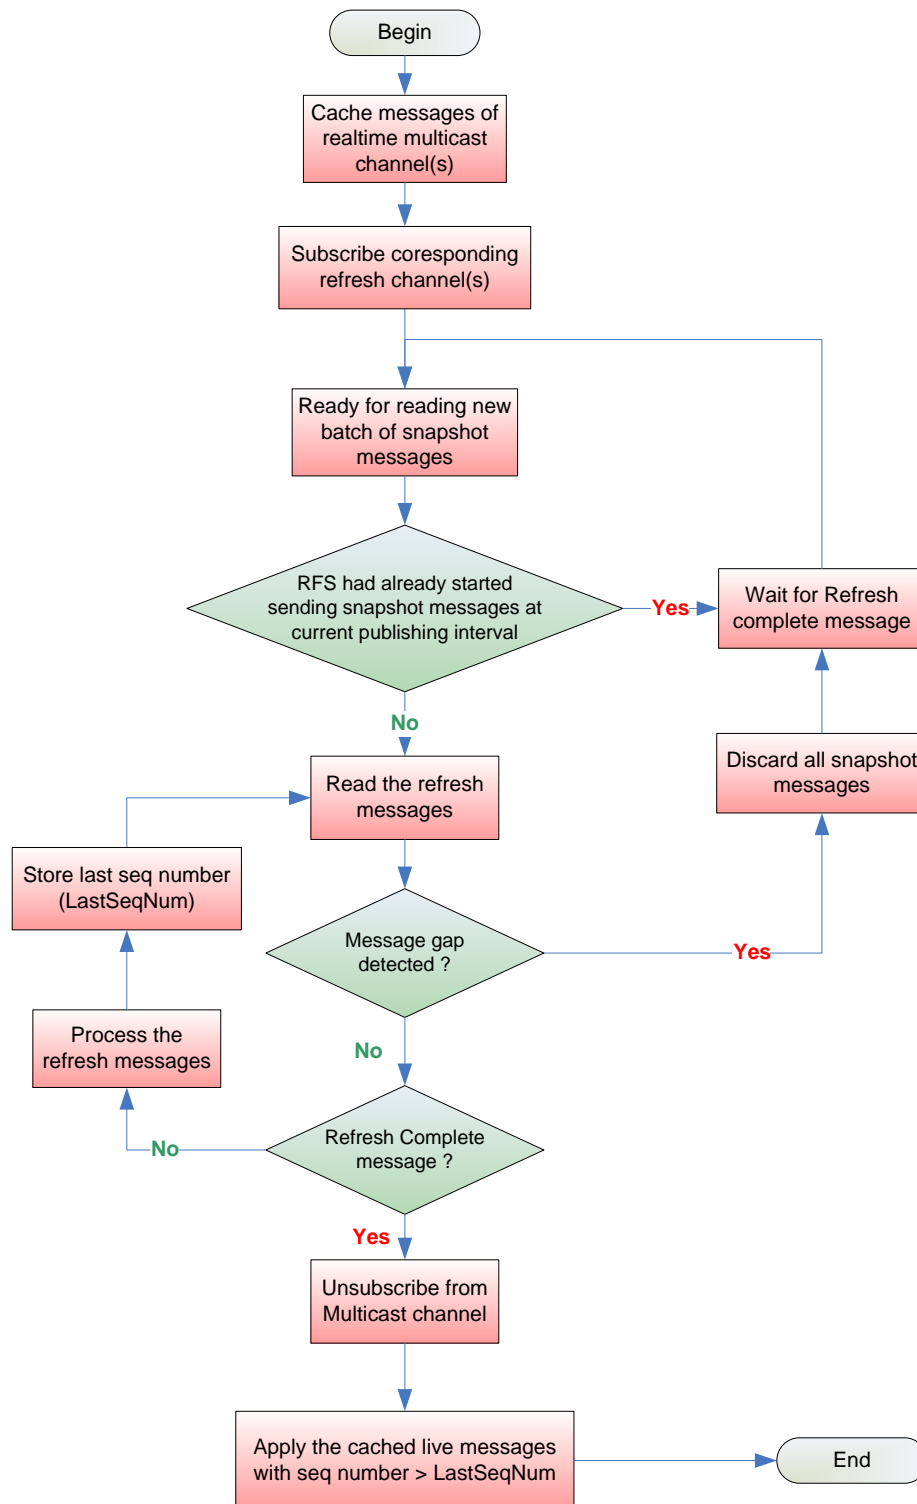 Begin
Cache messages of
realtime multicast
channel(s)
Subscribe coresponding
refresh channel(s)
Ready for reading new
batch of snapshot
messages
RFS had already started
sending snapshot messages at
current publishing interval
Yes
Wait for Refresh
complete message
No
Discard all snapshot
messages
Read the refresh
messages
Store last seq number
(LastSeqNum)
Message gap
detected ?
Yes
Process the
refresh messages
No
Refresh Complete
message ?
No
Yes
Unsubscribe from
Multicast channel
Apply the cached live messages
with seq number > LastSeqNum
End